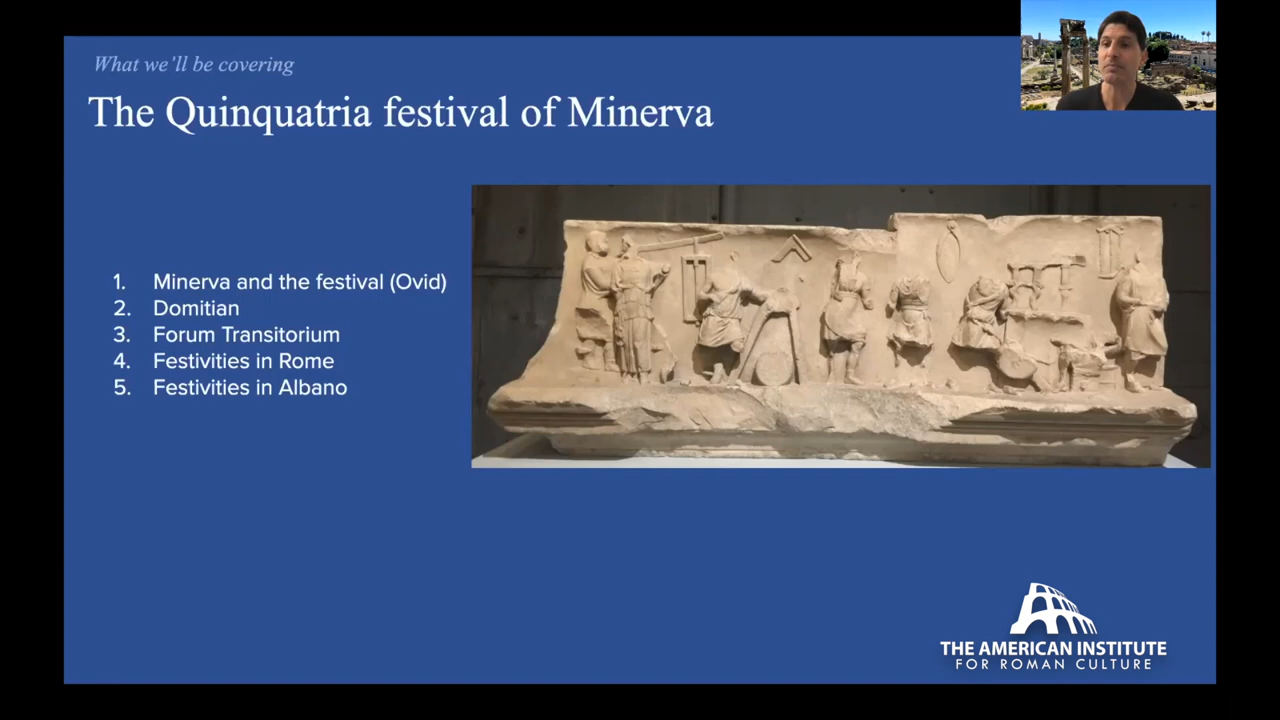 What we'll be covering
The Quinquatria festival of Minerva
1. Minerva and the festival (Ovid)
2. Domitian
3. Forum Transitorium
4. Festivities in Rome
5. Festivities in Albano
THE AMERICAN INSTITUTE
FOR ROMAN CULTURE